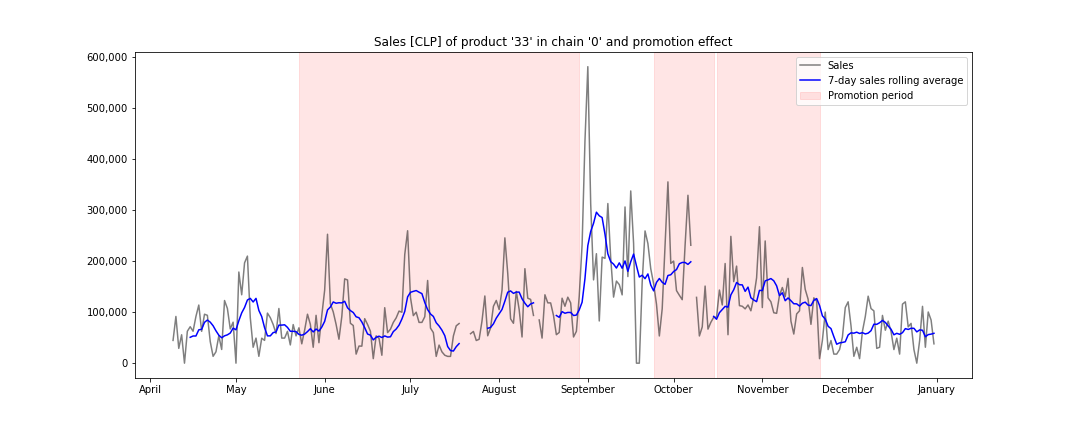 Sales [CLP] of product '33' in chain '0' and promotion effect
600,000
500,000
400,000
300,000
200,000
100,000
0
Sales
7-day sales rolling average
Promotion period
April May June July August September October November December January